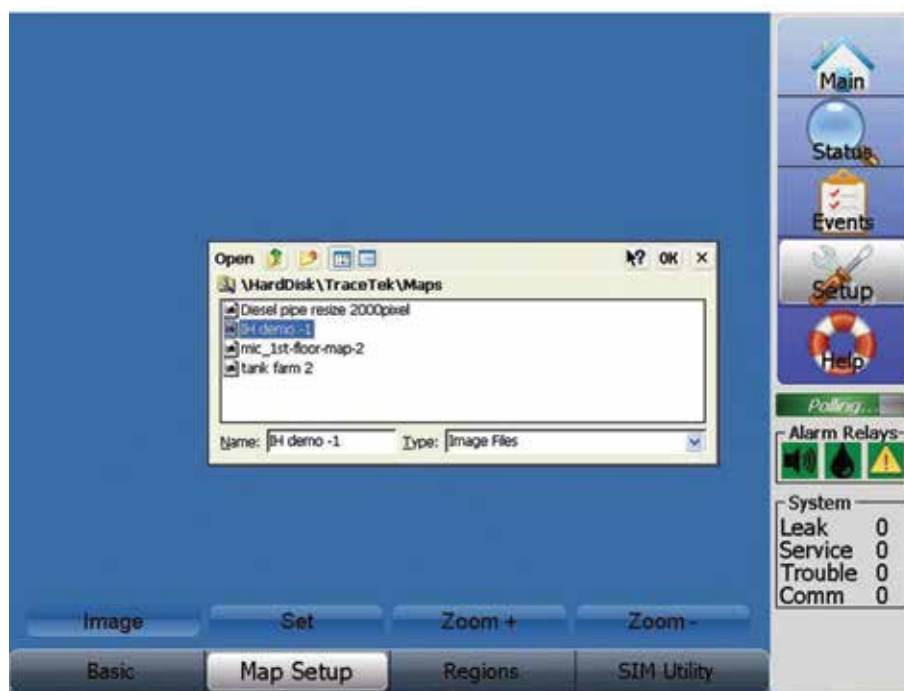 Main
Status
Events
Setup
Help
Open ? OK ×
\HardDisk\TraceTek\Maps
Diesel pipe resize 2000pixel
IH demo -1
mic_1st-floor-map-2
tank farm 2
Name: IH demo -1 Type: Image Files
Polling...
Alarm Relays
System
Leak 0
Service 0
Trouble 0
Comm 0
Image Set Zoom + Zoom -
Basic Map Setup Regions SIM Utility